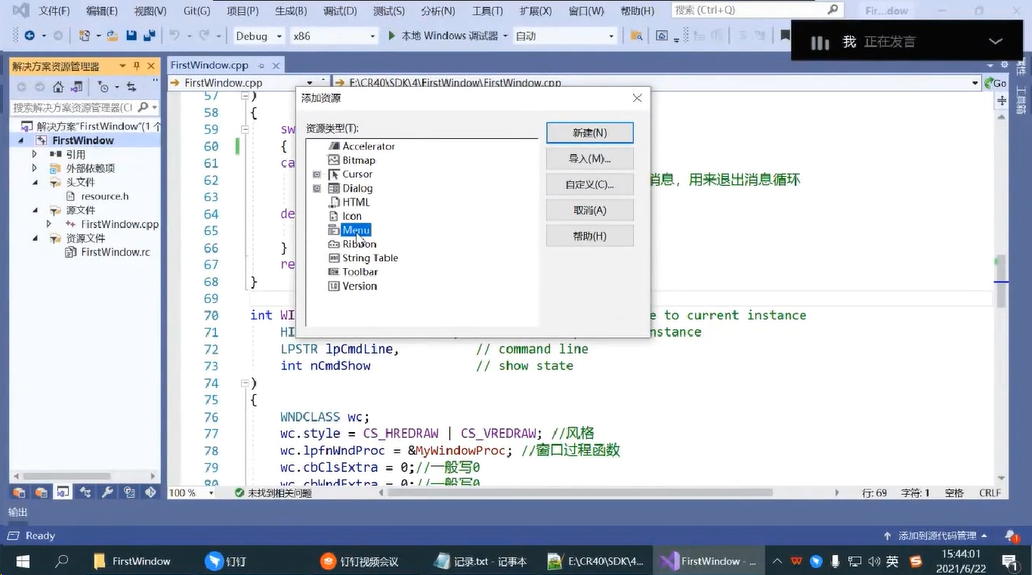 文件(F) 编辑(E) 视图(V) Git(G) 项目(P) 生成(B) 调试(D) 测试(S) 分析(N) 工具(T) 扩展(X) 窗口(W) 帮助(H) 搜索 (Ctrl+Q) Fir...dow
Debug x86 本地 Windows 调试器 自动
我 正在发言
解决方案资源管理器
FirstWindow.cpp
FirstWindow.cpp E:\CR40\SDK\4\FirstWindow\FirstWindow.cpp
Go
工具箱
搜索解决方案资源管理器(Ct
解决方案"FirstWindow"(1 个
FirstWindow
引用
外部依赖项
头文件
resource.h
源文件
FirstWindow.cpp
资源文件
FirstWindow.rc
57 )
58 {
59 sw
60 {
61 ca
62 消息，用来退出消息循环
63
64 de
65
66 }
67 re
68 }
69
70 int WI e to current instance
71 HI nstance
72 LPSTR lpCmdLine, // command line
73 int nCmdShow // show state
74 )
75 {
76 WNDCLASS wc;
77 wc.style = CS_HREDRAW | CS_VREDRAW; //风格
78 wc.lpfnWndProc = &MyWindowProc; //窗口过程函数
79 wc.cbClsExtra = 0;//一般写0
80 wc.cbWndExtra = 0;//一般写0
添加资源
资源类型(T):
Accelerator
Bitmap
Cursor
Dialog
HTML
Icon
Menu
Ribbon
String Table
Toolbar
Version
新建(N)
导入(M)...
自定义(C)...
取消(A)
帮助(H)
100 % 未找到相关问题 行: 69 字符: 1 空格 CRLF
输出
Ready 添加到源代码管理
FirstWindow 钉钉 钉钉视频会议 记录.txt - 记事本 E:\CR40\SDK\4... FirstWindow - ... 英
15:44:01
2021/6/22